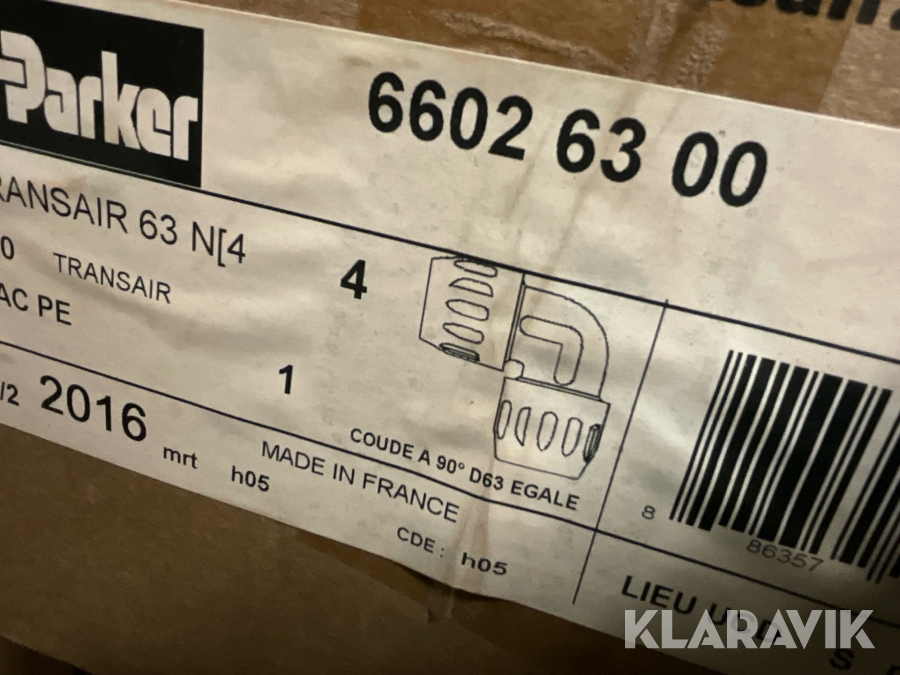 Parker
6602 63 00
RANSAIR 63 N[4
0 TRANSAIR
4
AC PE
1
/2 2016
mrt h05
COUDE A 90° D63 EGALE
MADE IN FRANCE
CDE : h05
8 86357
LIEU
KLARAVIK